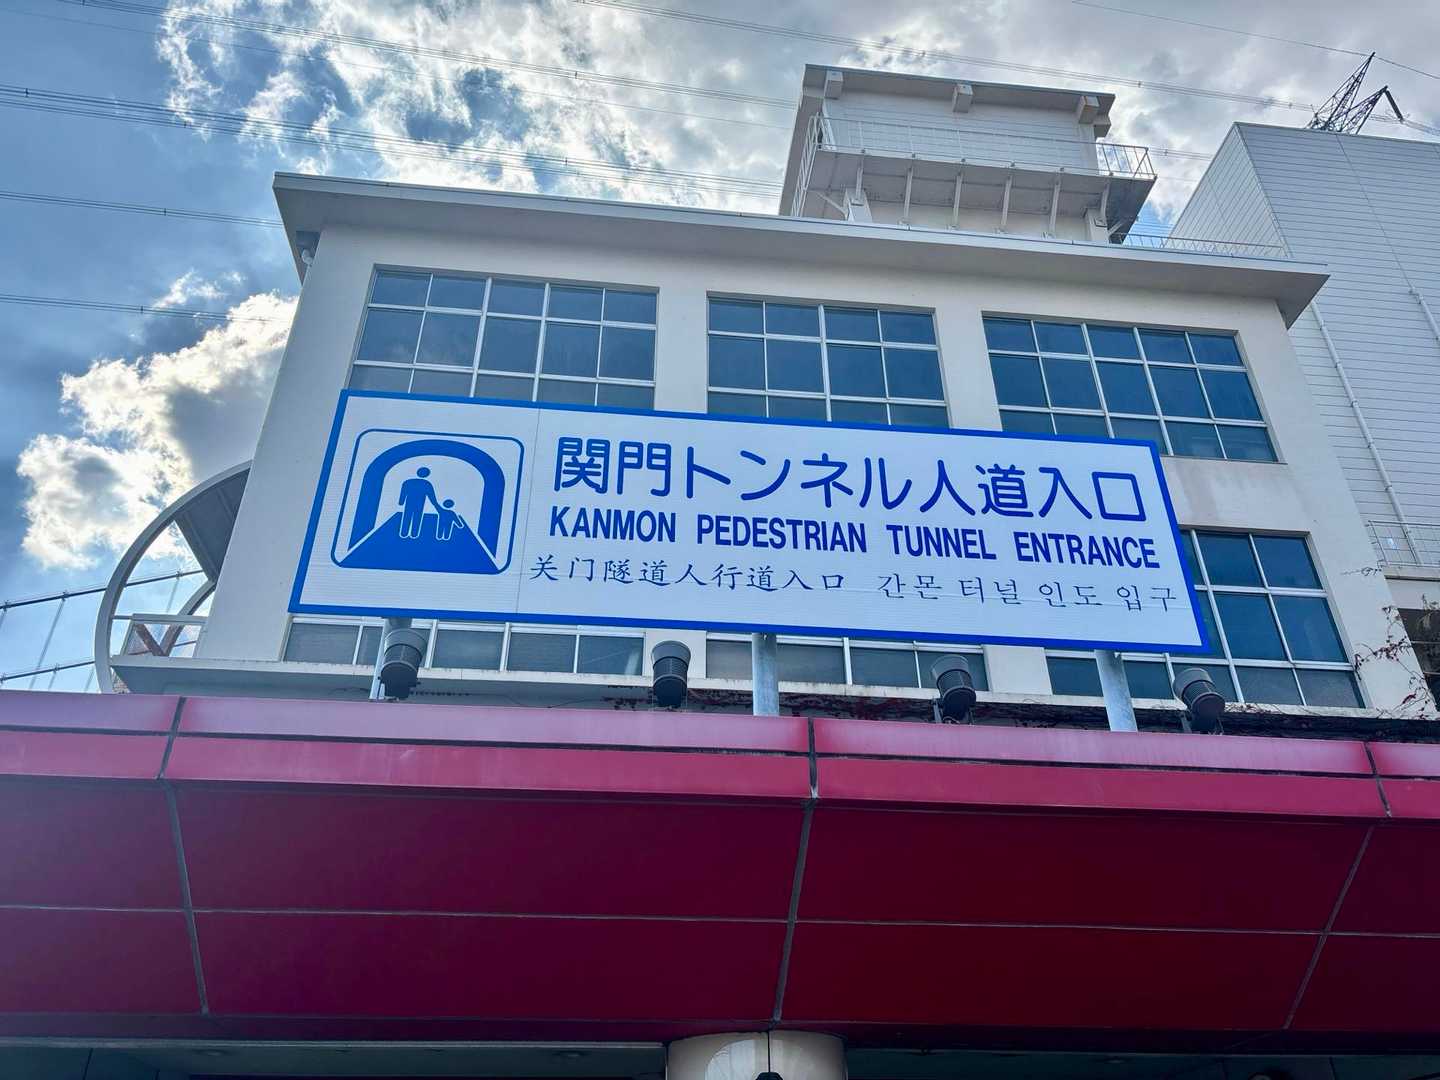 関門トンネル人道入口
KANMON PEDESTRIAN TUNNEL ENTRANCE
关门隧道人行道入口 간몬 터널 인도 입구